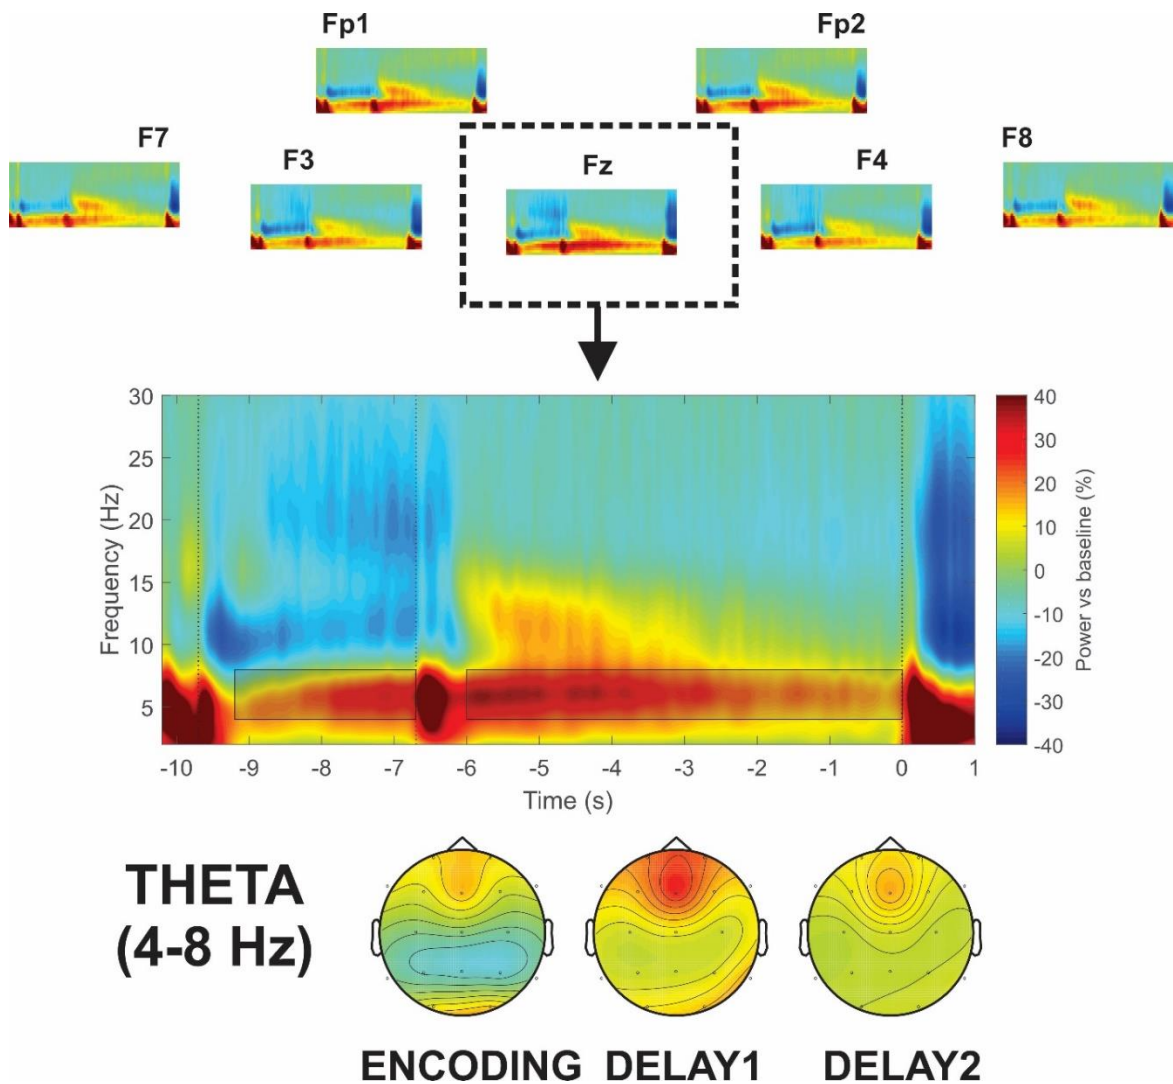 Fp1 Fp2
F7 F3 Fz F4 F8
30
25
20
15
10
5
Frequency (Hz)
-10 -9 -8 -7 -6 -5 -4 -3 -2 -1 0 1
Time (s)
40
30
20
10
0
-10
-20
-30
-40
Power vs baseline (%)
THETA
(4-8 Hz)
ENCODING DELAY1 DELAY2